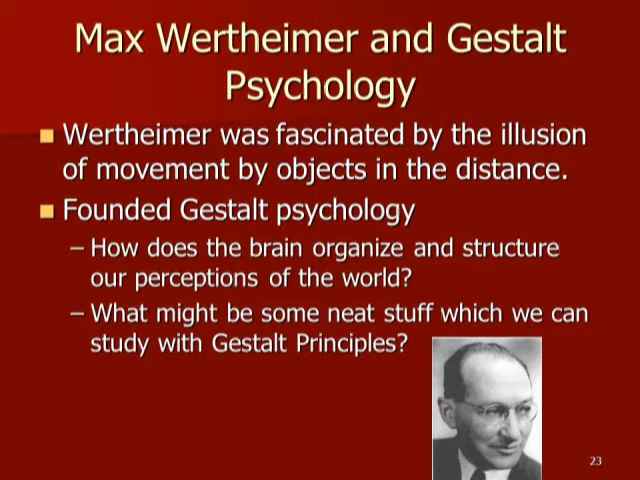 Max Wertheimer and Gestalt
Psychology
Wertheimer was fascinated by the illusion
of movement by objects in the distance.
Founded Gestalt psychology
– How does the brain organize and structure
our perceptions of the world?
– What might be some neat stuff which we can
study with Gestalt Principles?
23